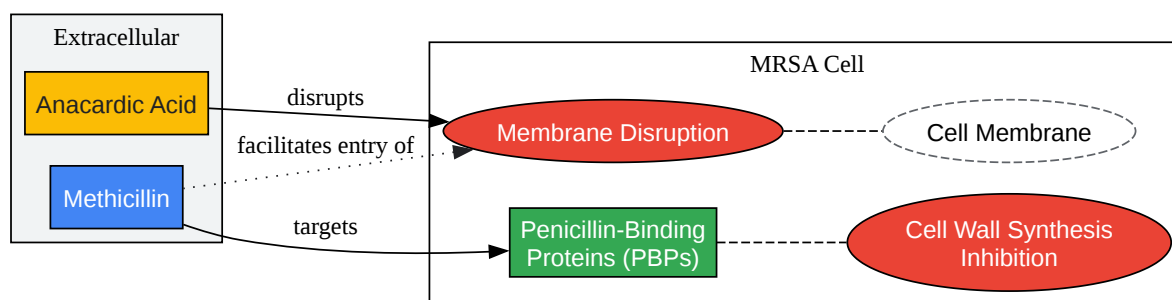 Extracellular
Anacardic Acid
Methicillin
disrupts
facilitates entry of
targets
MRSA Cell
Membrane Disruption
Cell Membrane
Penicillin-Binding
Proteins (PBPs)
Cell Wall Synthesis
Inhibition